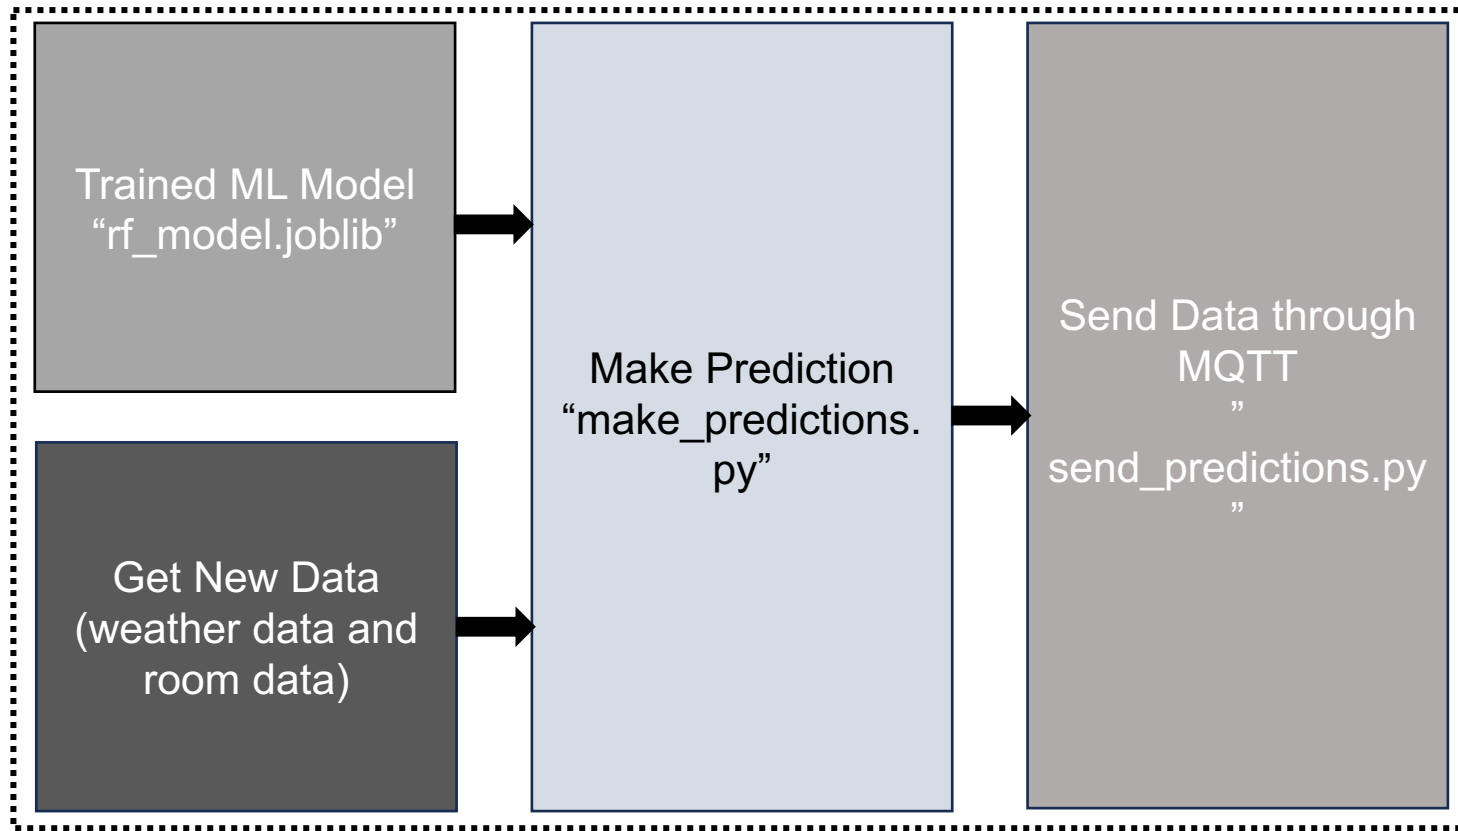 Trained ML Model
“rf_model.joblib”
Get New Data
(weather data and
room data)
Make Prediction
“make_predictions.
py”
Send Data through
MQTT
”
send_predictions.py
”